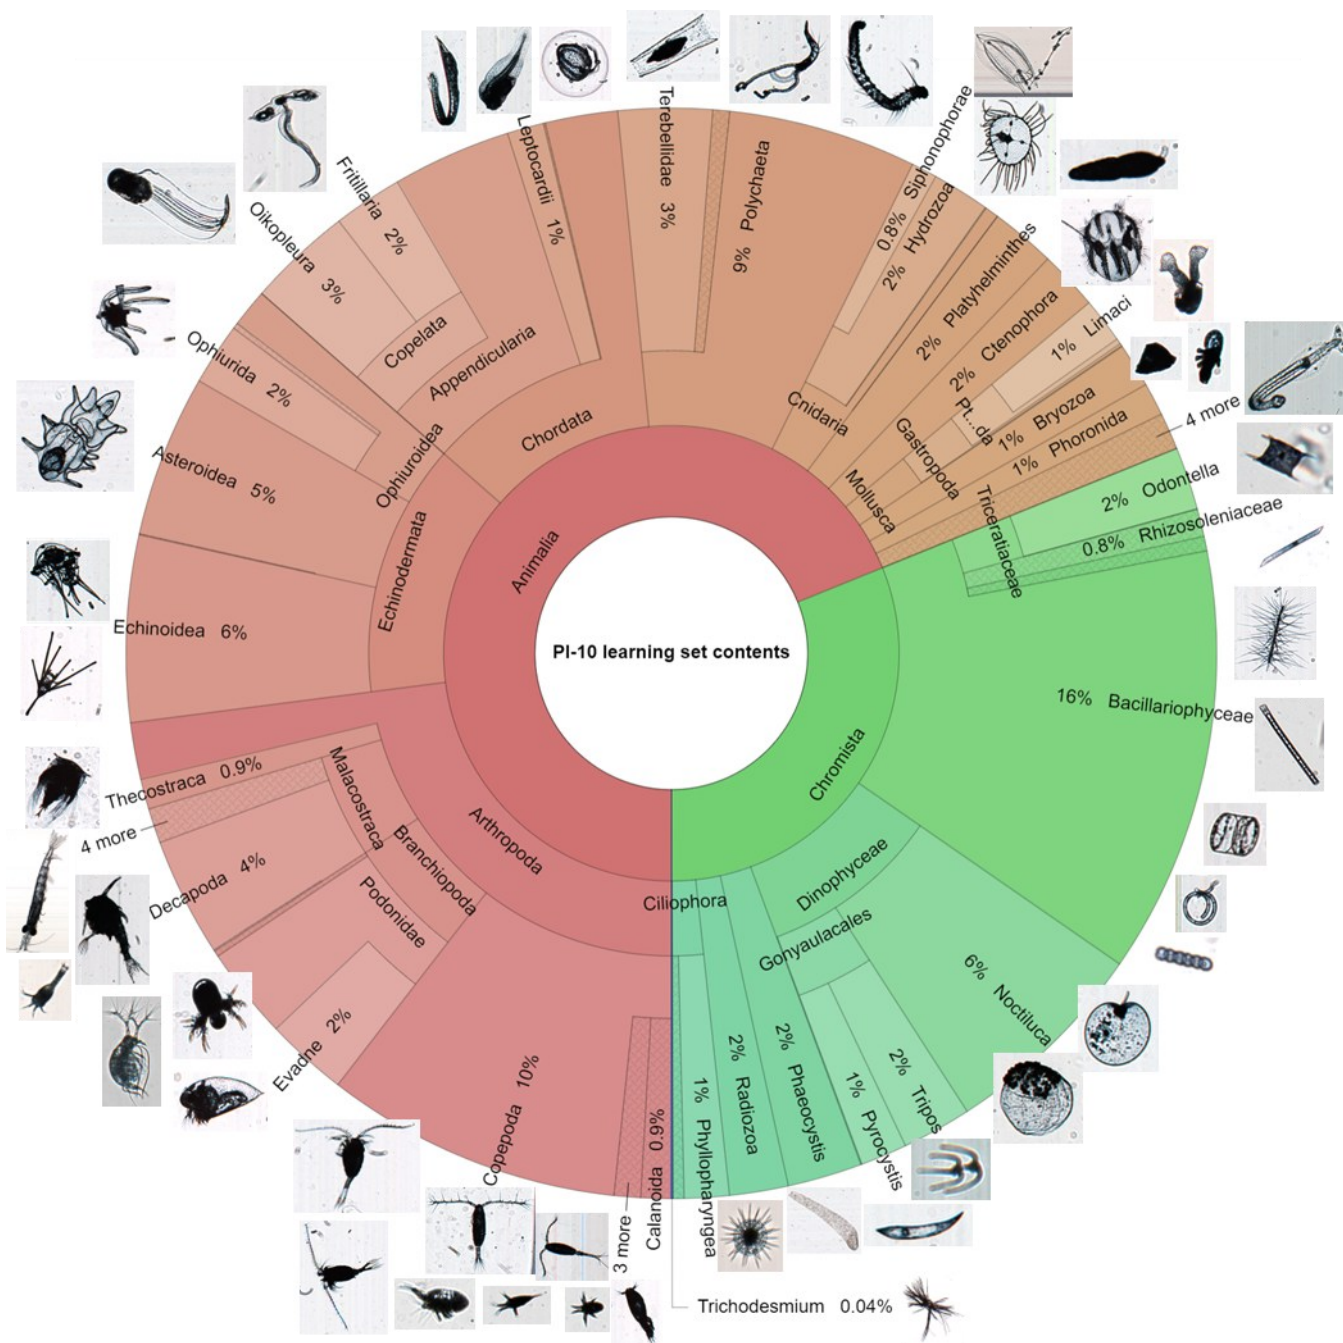 PI-10 learning set contents
Animalia
Chordata
Leptocardii 1%
Appendicularia
Copelata
Fritillaria 2%
Oikopleura 3%
Echinodermata
Ophiuroidea
Ophiurida 2%
Asteroidea 5%
Echinoidea 6%
Arthropoda
Thecostraca 0.9%
Malacostraca
4 more
Decapoda 4%
Branchiopoda
Podonidae
Evadne 2%
Copepoda 10%
3 more
Calanoida 0.9%
Terebellidae 3%
9% Polychaeta
Cnidaria
0.8% Siphonophorae
2% Hydrozoa
2% Platyhelminthes
2% Ctenophora
Mollusca
Gastropoda
Pt...da
1% Limaci
1% Bryozoa
1% Phoronida
4 more
Chromista
Triceratiaceae
2% Odontella
0.8% Rhizosoleniaceae
16% Bacillariophyceae
Dinophyceae
6% Noctiluca
Gonyaulacales
2% Tripos
1% Pyrocystis
2% Phaeocystis
2% Radiozoa
Ciliophora
1% Phyllopharyngea
Trichodesmium 0.04%